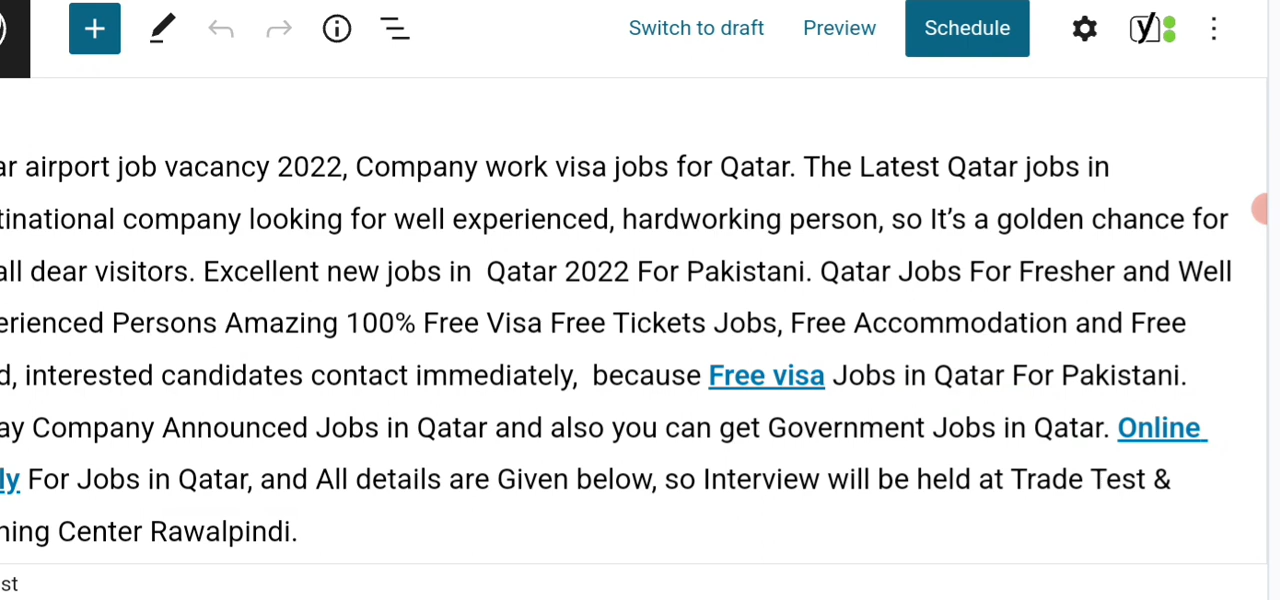 Switch to draft Preview Schedule
ar airport job vacancy 2022, Company work visa jobs for Qatar. The Latest Qatar jobs in
tinational company looking for well experienced, hardworking person, so It's a golden chance for
all dear visitors. Excellent new jobs in Qatar 2022 For Pakistani. Qatar Jobs For Fresher and Well
erienced Persons Amazing 100% Free Visa Free Tickets Jobs, Free Accommodation and Free
d, interested candidates contact immediately, because Free visa Jobs in Qatar For Pakistani.
ay Company Announced Jobs in Qatar and also you can get Government Jobs in Qatar. Online
ly For Jobs in Qatar, and All details are Given below, so Interview will be held at Trade Test &
ning Center Rawalpindi.
st